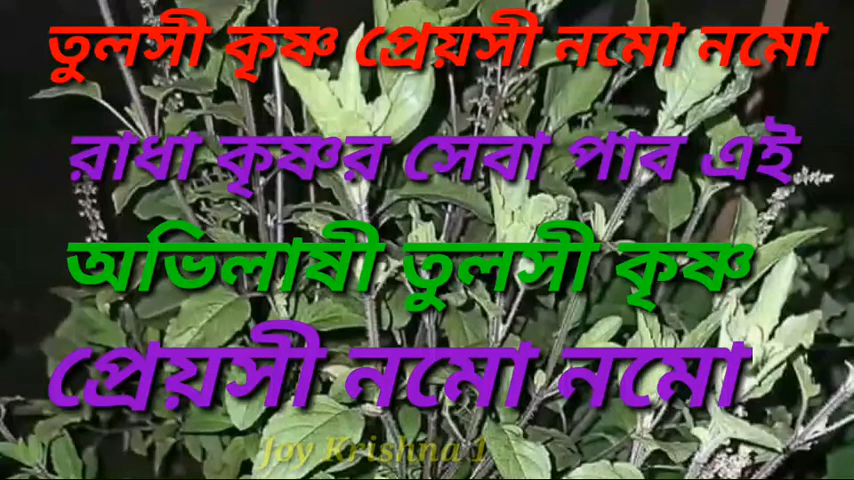 তুলসী কৃষ্ণ প্রেয়সী নমো নমো
রাধা কৃষ্ণর সেবা পাব এই
অভিলাষী তুলসী কৃষ্ণ
প্রেয়সী নমো নমো
Joy Krishna 1